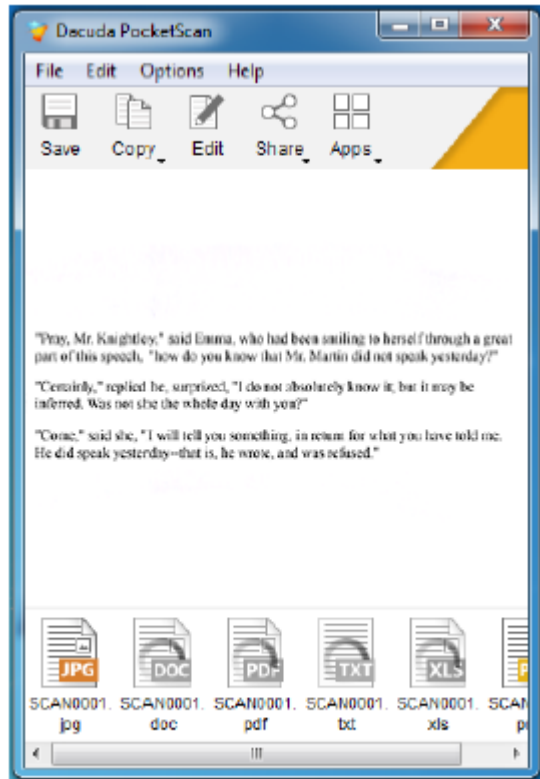 Dacuda PocketScan
File Edit Options Help
Save Copy Edit Share Apps
"Pray, Mr. Knightley," said Emma, who had been smiling to herself through a great
part of this speech, "how do you know that Mr. Martin did not speak yesterday?"
"Certainly," replied he, surprized, "I do not absolutely know it; but it may be
inferred. Was not she the whole day with you?"
"Come," said she, "I will tell you something, in return for what you have told me.
He did speak yesterday--that is, he wrote, and was refused."
JPG DOC PDF TXT XLS P
SCAN0001. SCAN0001. SCAN0001. SCAN0001. SCAN0001. SCAN
jpg doc pdf txt xls